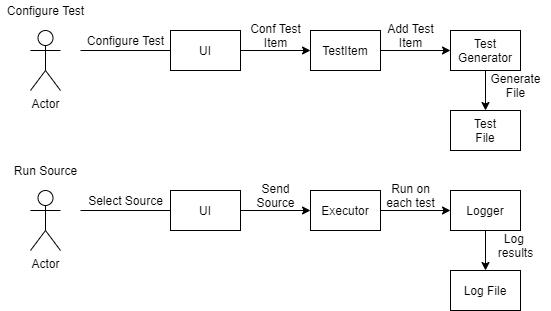 Configure Test
Configure Test
UI
Conf Test
Item
TestItem
Add Test
Item
Test
Generator
Actor
Generate
File
Test
File
Run Source
Select Source
UI
Send
Source
Executor
Run on
each test
Logger
Actor
Log
results
Log File